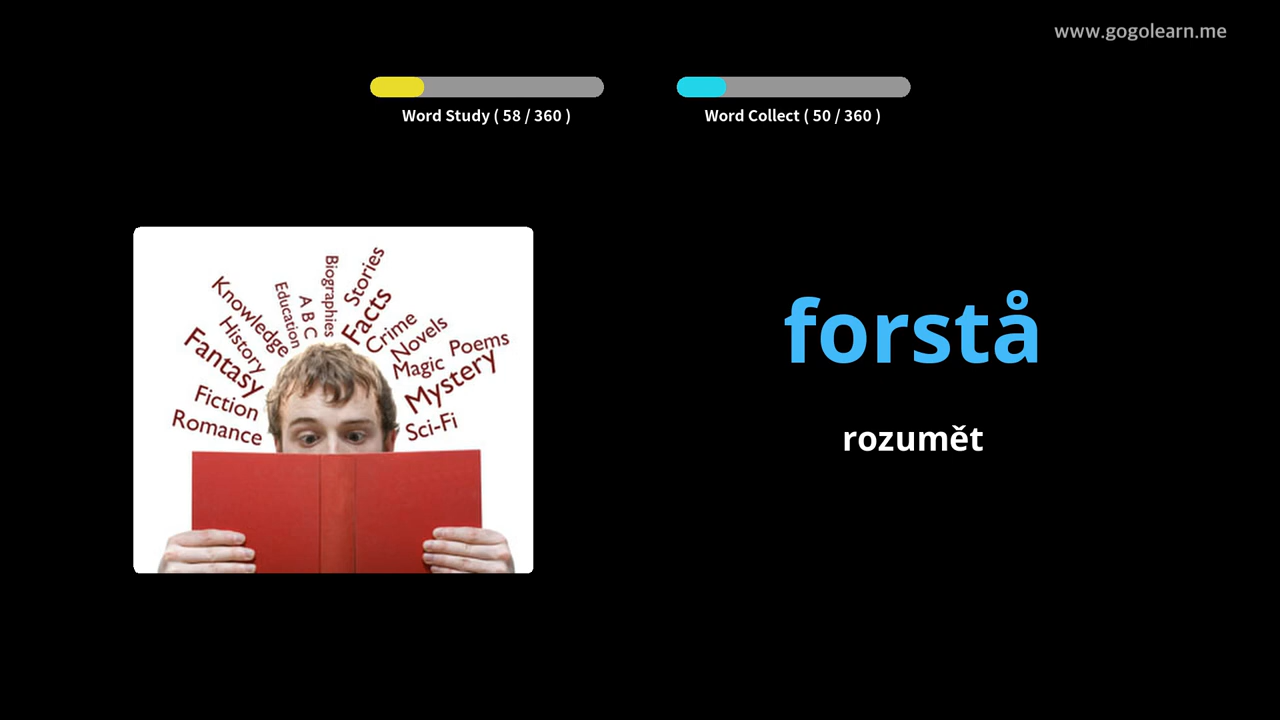 www.gogolearn.me
Word Study ( 58 / 360 )
Word Collect ( 50 / 360 )
Biographies
Stories
Education
A B C
Facts
Knowledge
Crime
History
Novels
Fantasy
Magic
Poems
Mystery
Fiction
Romance
Sci-Fi
forstå
rozumět